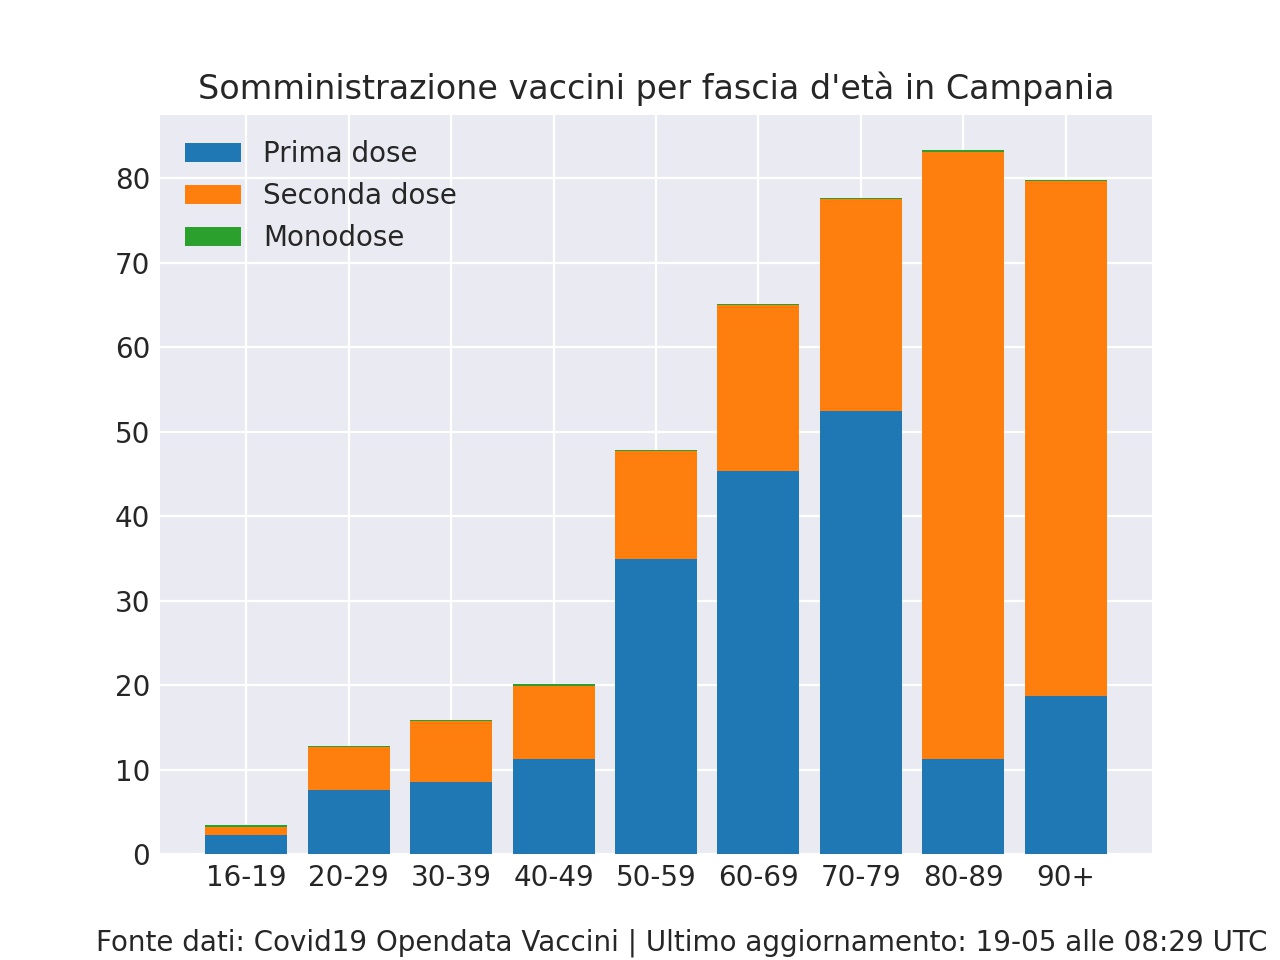 Somministrazione vaccini per fascia d'età in Campania
Prima dose
Seconda dose
Monodose
80
70
60
50
40
30
20
10
0
16-19 20-29 30-39 40-49 50-59 60-69 70-79 80-89 90+
Fonte dati: Covid19 Opendata Vaccini | Ultimo aggiornamento: 19-05 alle 08:29 UTC